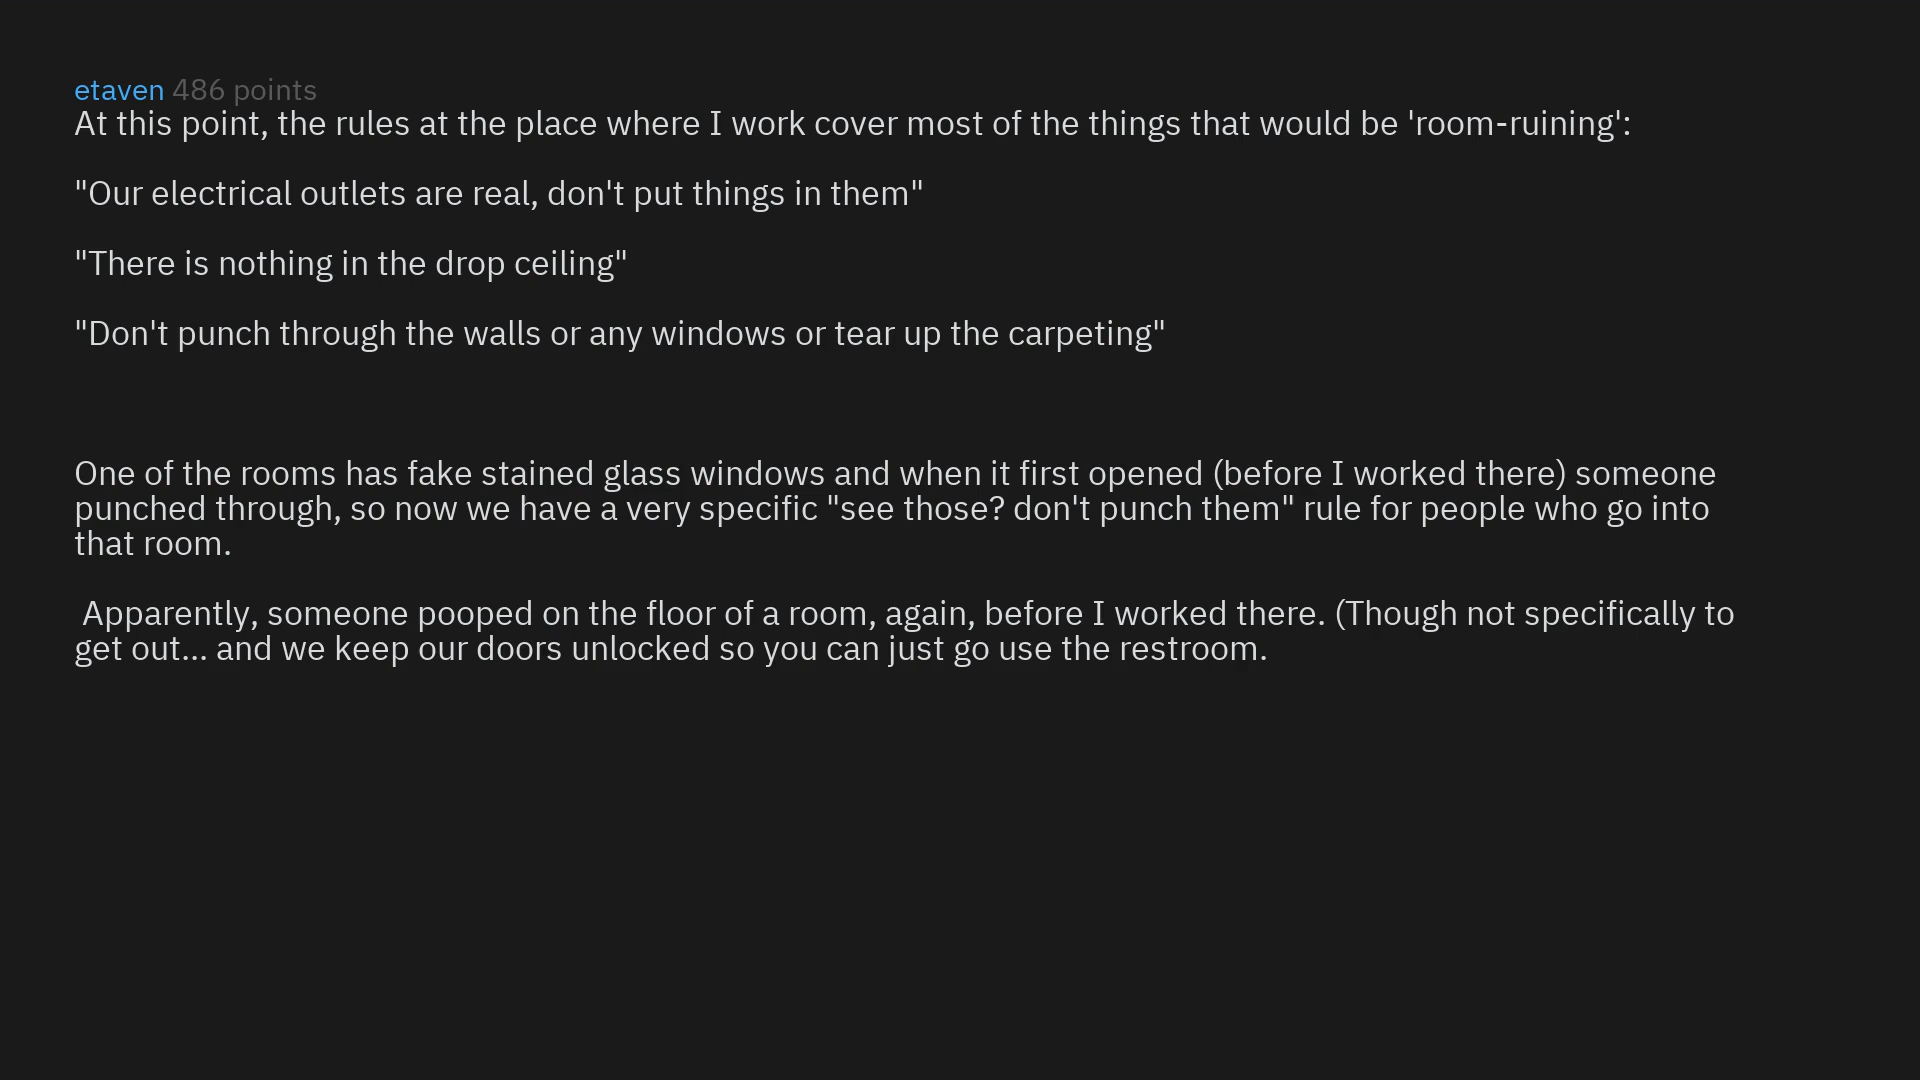 etaven 486 points
At this point, the rules at the place where I work cover most of the things that would be 'room-ruining':
"Our electrical outlets are real, don't put things in them"
"There is nothing in the drop ceiling"
"Don't punch through the walls or any windows or tear up the carpeting"
One of the rooms has fake stained glass windows and when it first opened (before I worked there) someone
punched through, so now we have a very specific "see those? don't punch them" rule for people who go into
that room.
Apparently, someone pooped on the floor of a room, again, before I worked there. (Though not specifically to
get out... and we keep our doors unlocked so you can just go use the restroom.